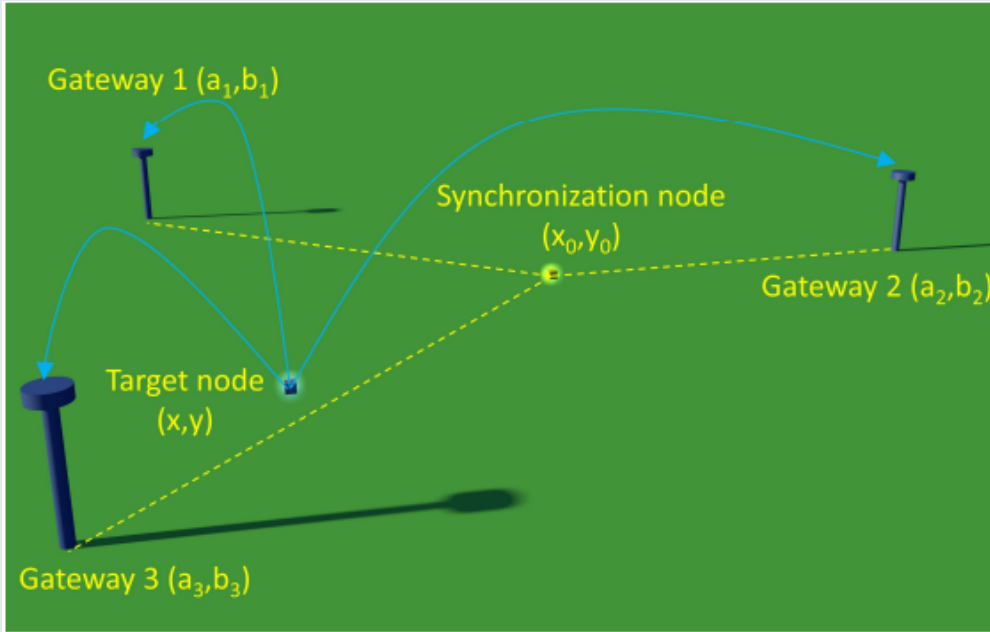 Gateway 1 (a₁,b₁)
Synchronization node
(x₀,y₀)
Gateway 2 (a₂,b₂)
Target node
(x,y)
Gateway 3 (a₃,b₃)